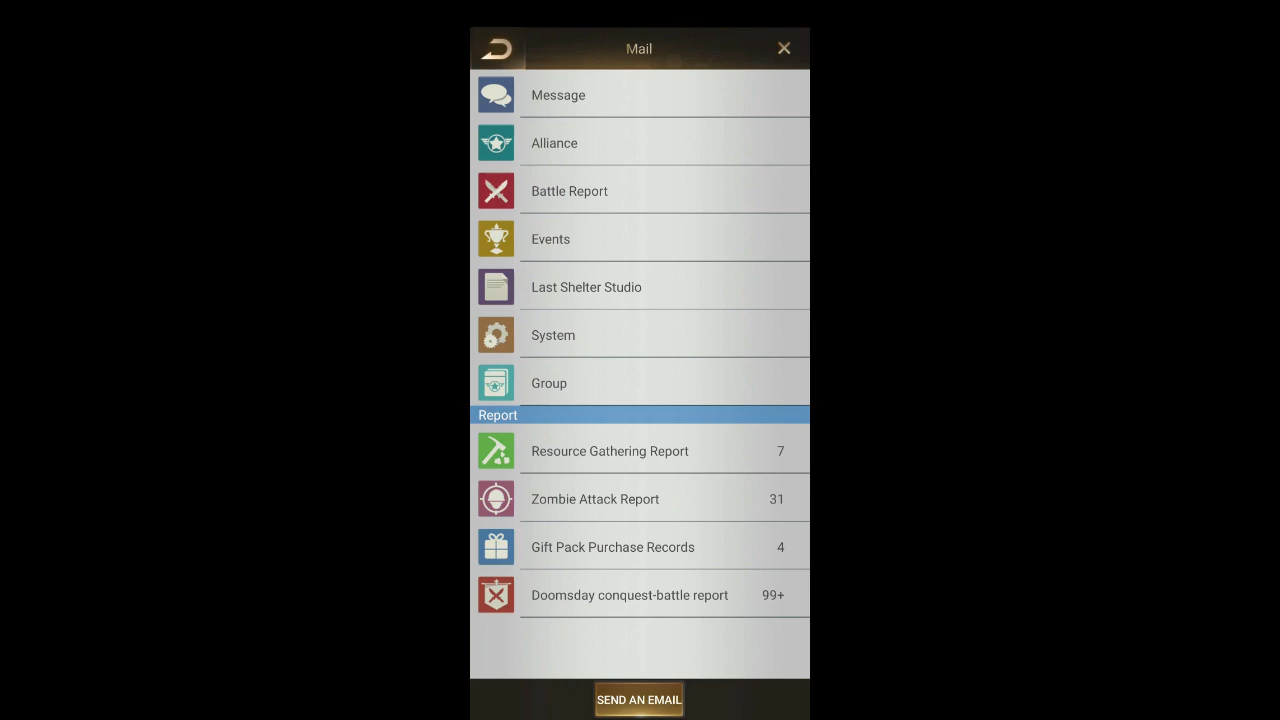 Mail
Message
Alliance
Battle Report
Events
Last Shelter Studio
System
Group
Report
Resource Gathering Report 7
Zombie Attack Report 31
Gift Pack Purchase Records 4
Doomsday conquest-battle report 99+
SEND AN EMAIL